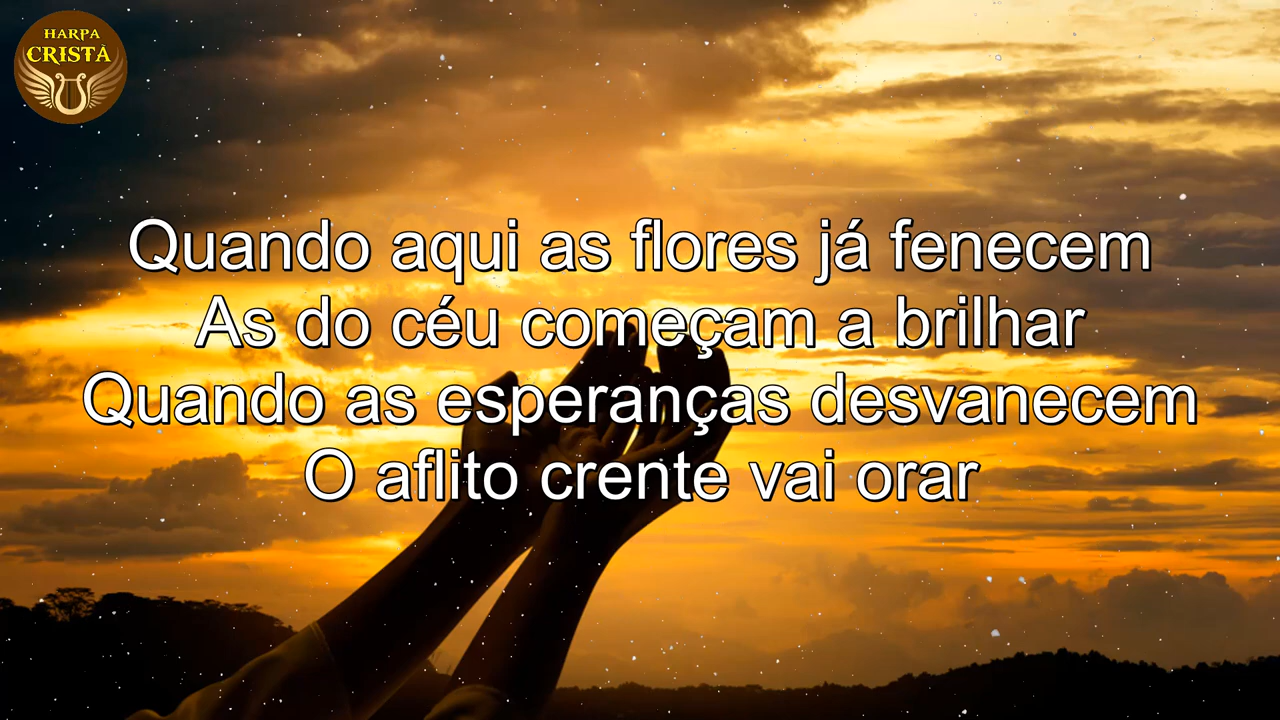 HARPA
CRISTÃ
Quando aqui as flores já fenecem
As do céu começam a brilhar
Quando as esperanças desvanecem
O aflito crente vai orar